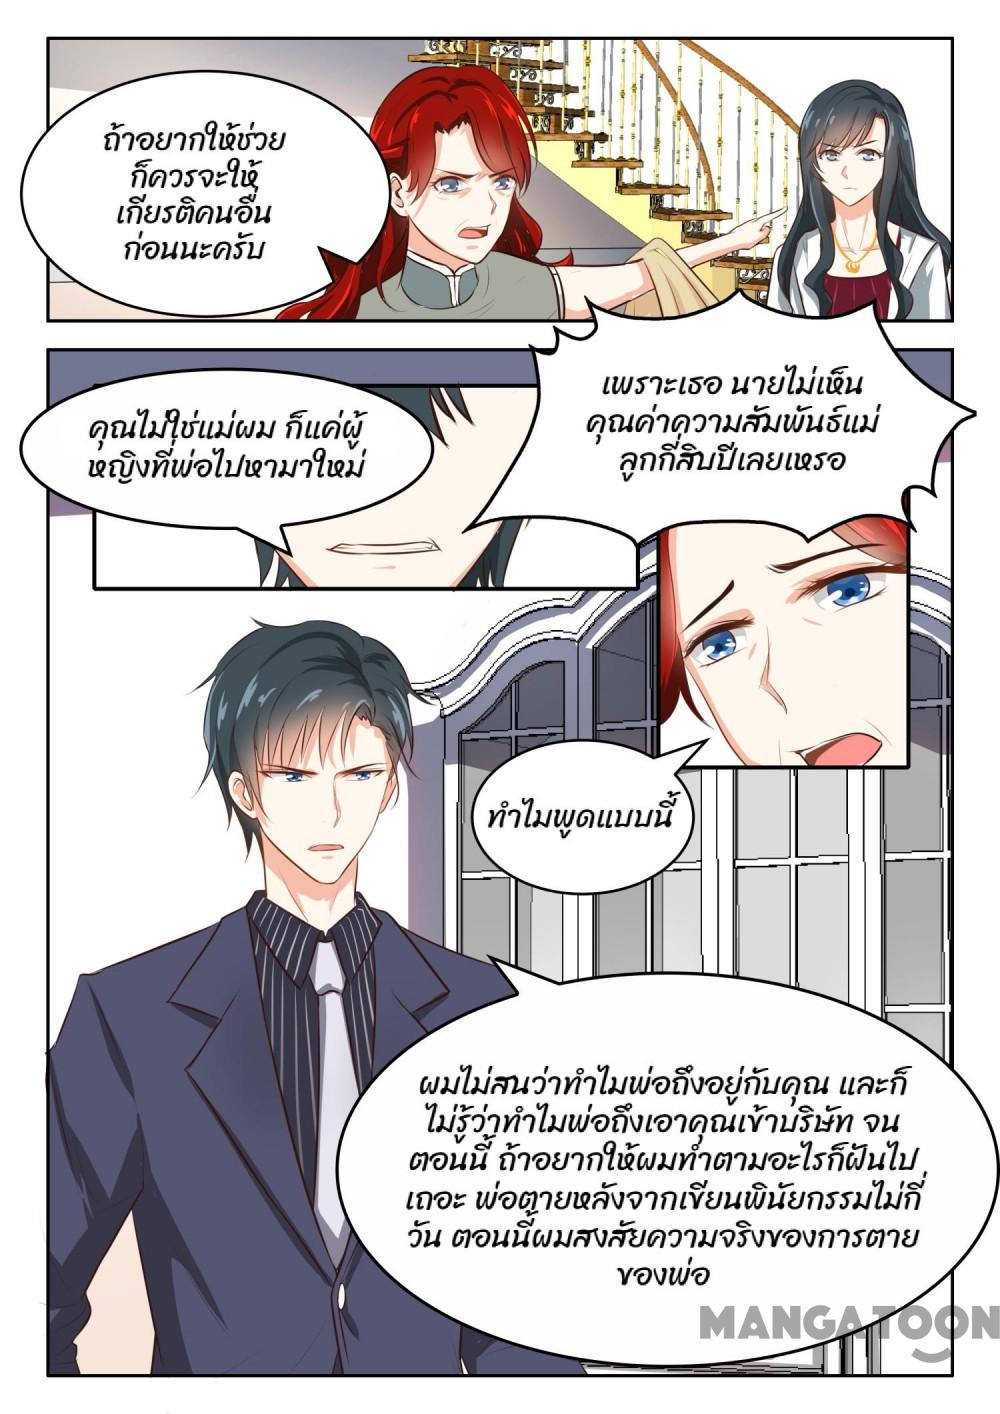 ถ้าอยากให้ช่วย
ก็ควรจะให้
เกียรติคนอื่น
ก่อนนะครับ
เพราะเธอ นายไม่เห็น
คุณค่าความสัมพันธ์แม่
ลูกกี่สิบปีเลยเหรอ
คุณไม่ใช่แม่ผม ก็แค่ผู้
หญิงที่พ่อไปหามาใหม่
ทำไมพูดแบบนี้
ผมไม่สนว่าทำไมพ่อถึงอยู่กับคุณ และก็
ไม่รู้ว่าทำไมพ่อถึงเอาคุณเข้าบริษัท จน
ตอนนี้ ถ้าอยากให้ผมทำตามอะไรก็ฝันไป
เถอะ พ่อตายหลังจากเขียนพินัยกรรมไม่กี่
วัน ตอนนี้ผมสงสัยความจริงของการตาย
ของพ่อ
MANGATOON